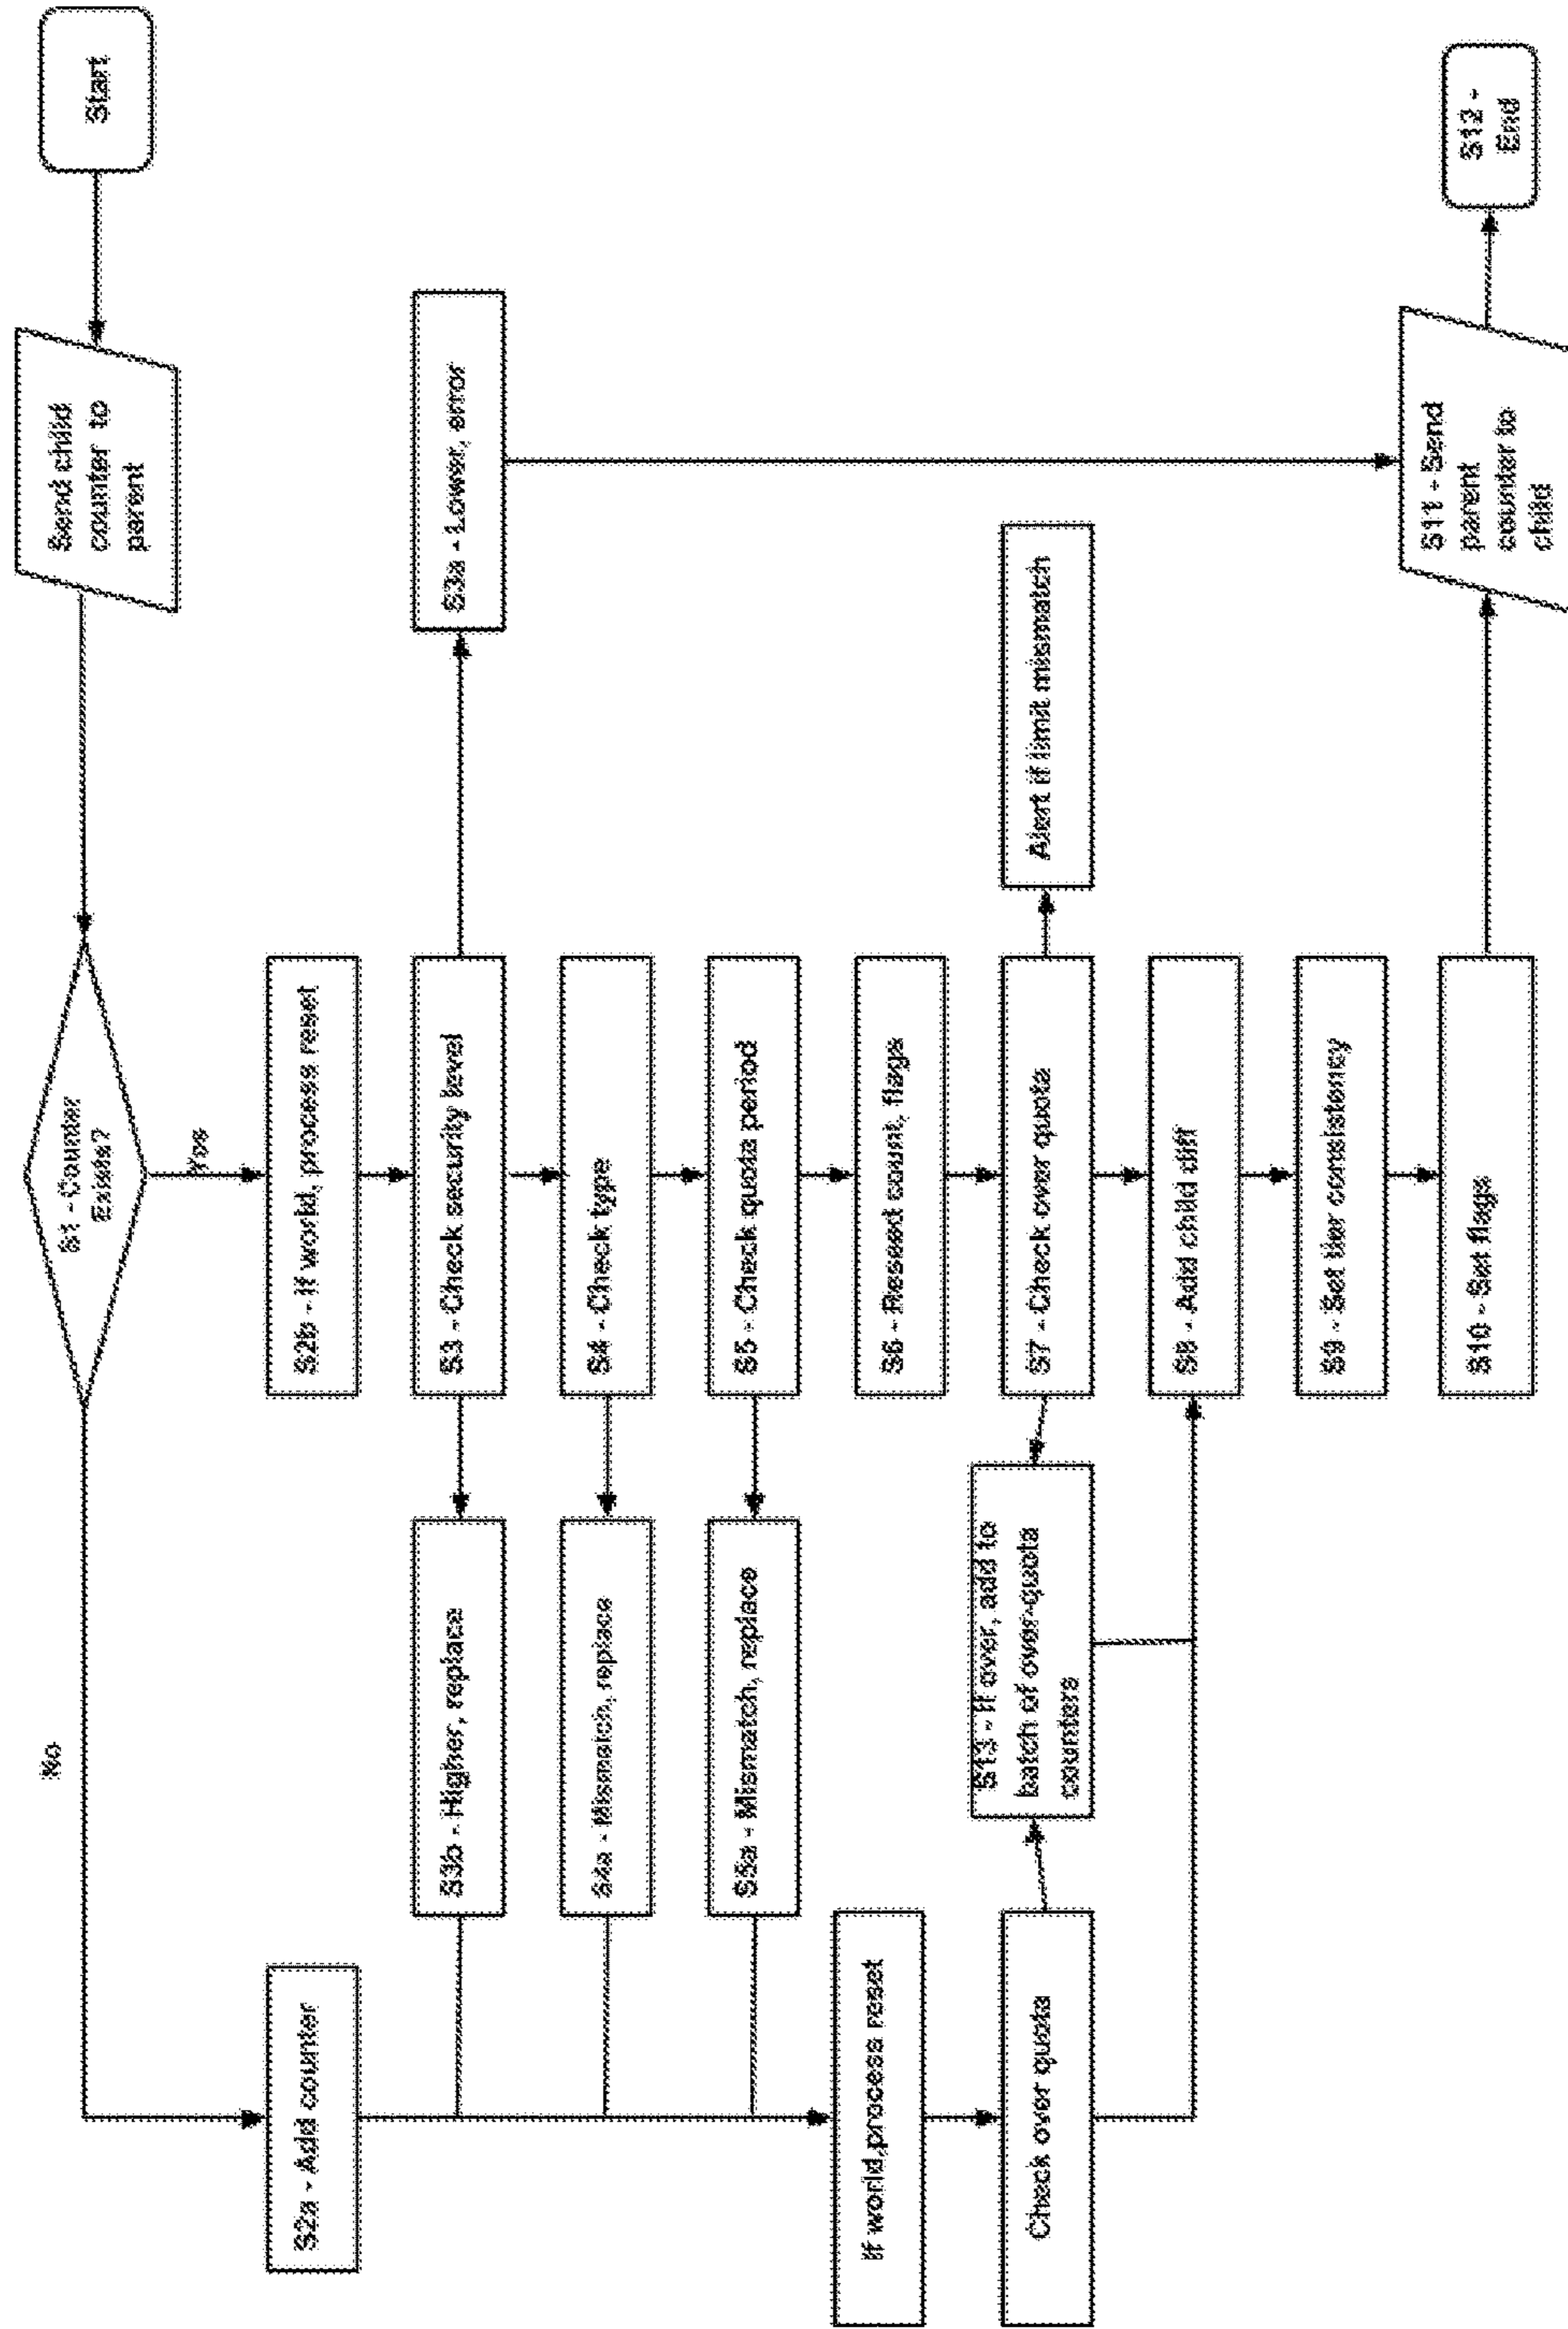 Start
Send child
counter to
parent
S1 - Counter
Exists?
No
Yes
S2a - Add counter
S2b - If world, process reset
S3b - Higher, replace
S3 - Check security level
S3a - Lower, error
S4a - Mismatch, replace
S4 - Check type
S5a - Mismatch, replace
S5 - Check quota period
If world,process reset
S6 - Reseed count, flags
Check over quota
S13 - If over, add to
batch of over-quota
counters
S7 - Check over quota
Alert if limit mismatch
S8 - Add child diff
S9 - Set tier consistency
S10 - Set flags
S11 - Send
parent
counter to
child
S12 -
End